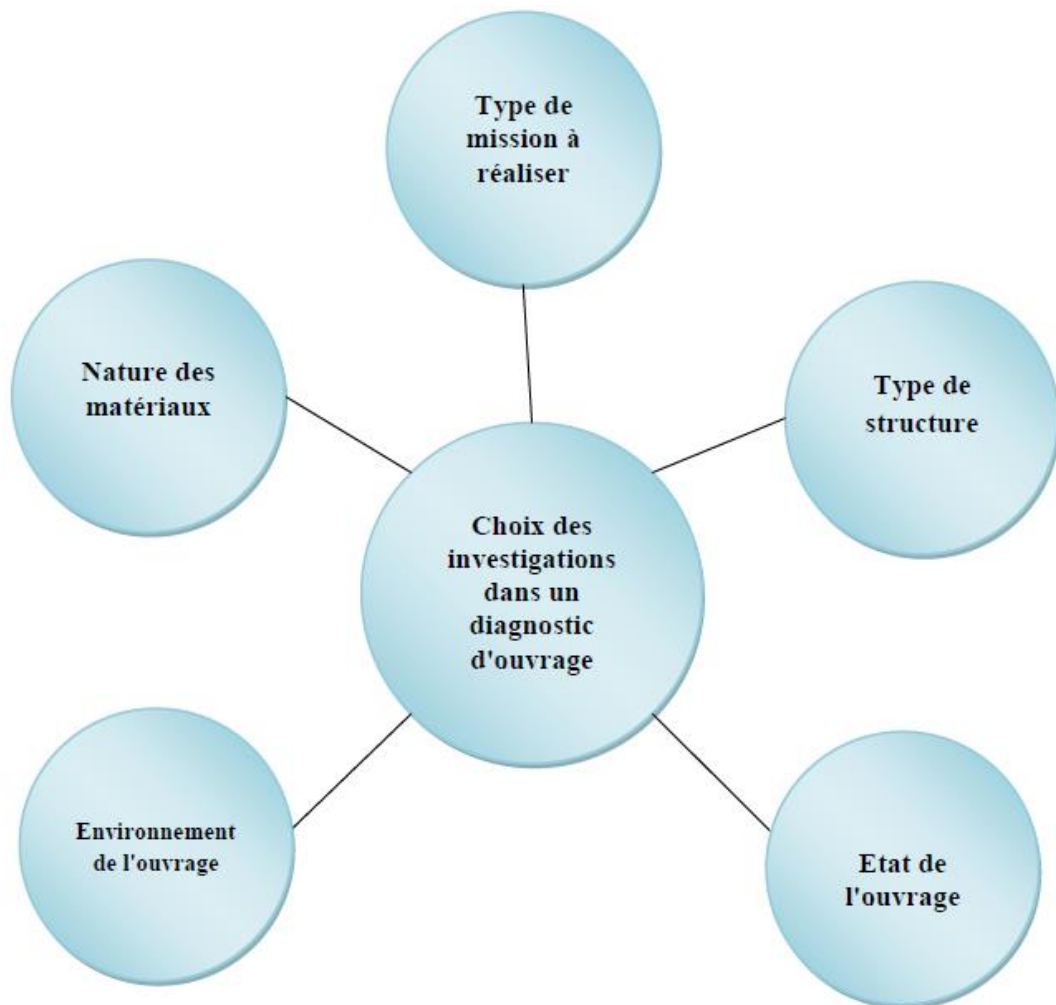 Type de
mission à
réaliser
Nature des
matériaux
Type de
structure
Choix des
investigations
dans un
diagnostic
d'ouvrage
Environnement
de l'ouvrage
Etat de
l'ouvrage